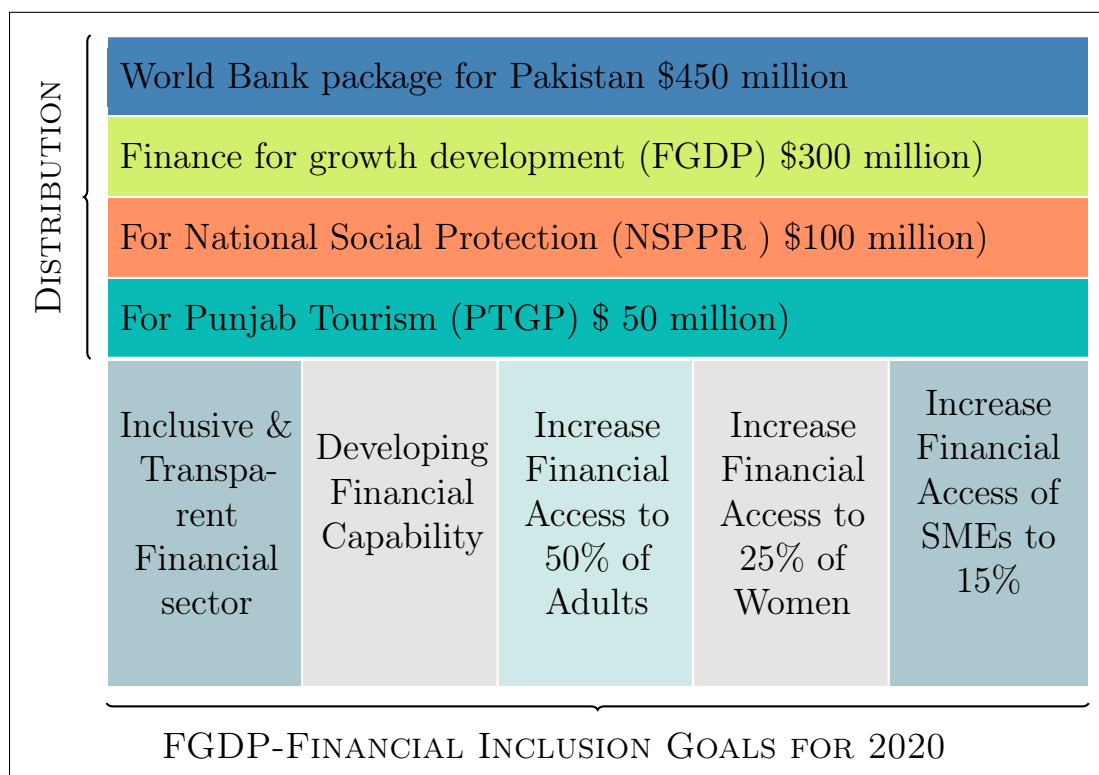 DISTRIBUTION
World Bank package for Pakistan $450 million
Finance for growth development (FGDP) $300 million)
For National Social Protection (NSPPR ) $100 million)
For Punjab Tourism (PTGP) $ 50 million)
Inclusive &
Transpa-
rent
Financial
sector
Developing
Financial
Capability
Increase
Financial
Access to
50% of
Adults
Increase
Financial
Access to
25% of
Women
Increase
Financial
Access of
SMEs to
15%
FGDP-FINANCIAL INCLUSION GOALS FOR 2020